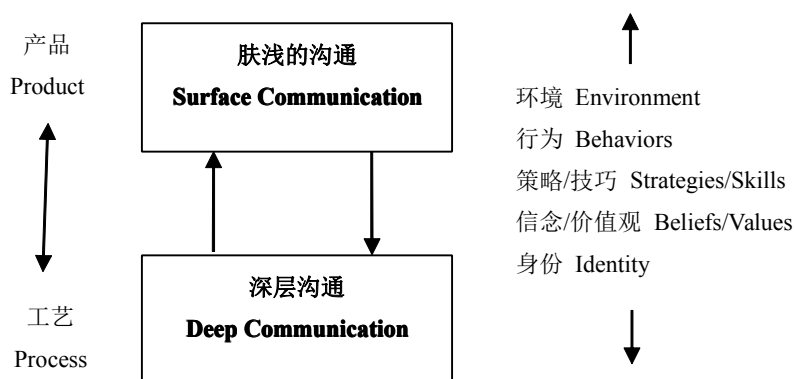 产品
Product
工艺
Process
肤浅的沟通
Surface Communication
深层沟通
Deep Communication
环境 Environment
行为 Behaviors
策略/技巧 Strategies/Skills
信念/价值观 Beliefs/Values
身份 Identity